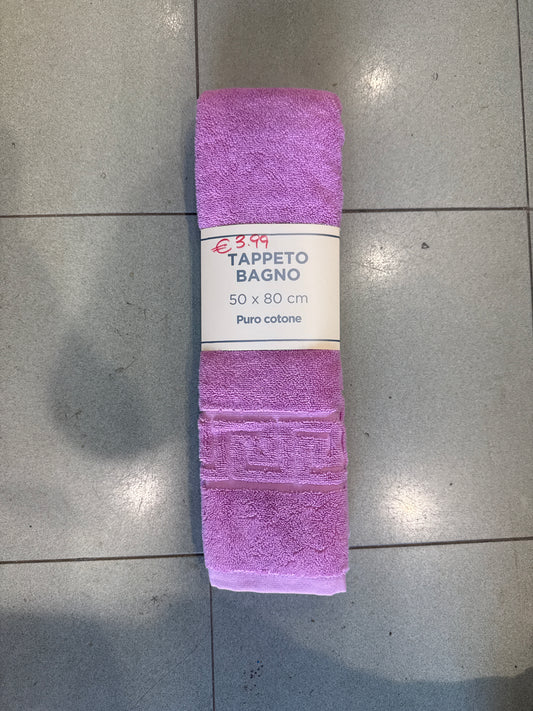 €3.99
TAPPETO
BAGNO
50 x 80 cm
Puro cotone